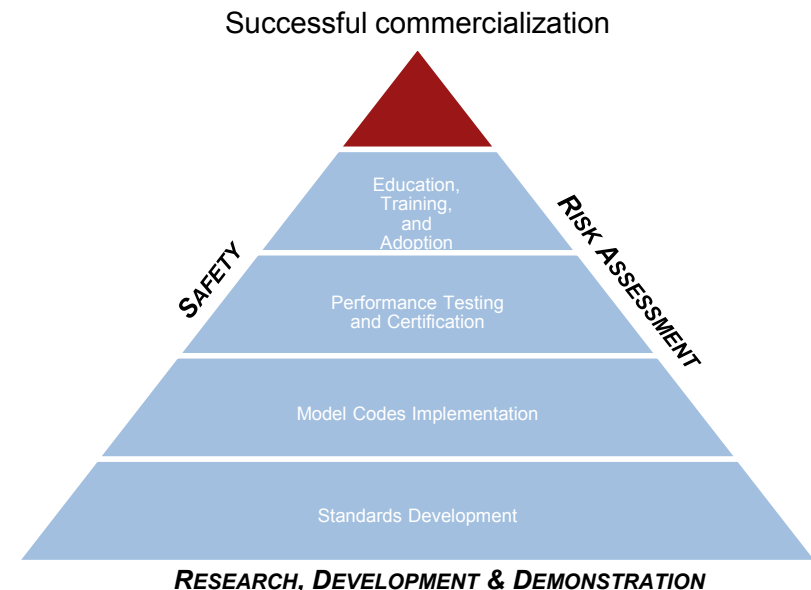 Successful commercialization
Education,
Training,
and
Adoption
SAFETY
RISK ASSESSMENT
Performance Testing
and Certification
Model Codes Implementation
Standards Development
RESEARCH, DEVELOPMENT & DEMONSTRATION